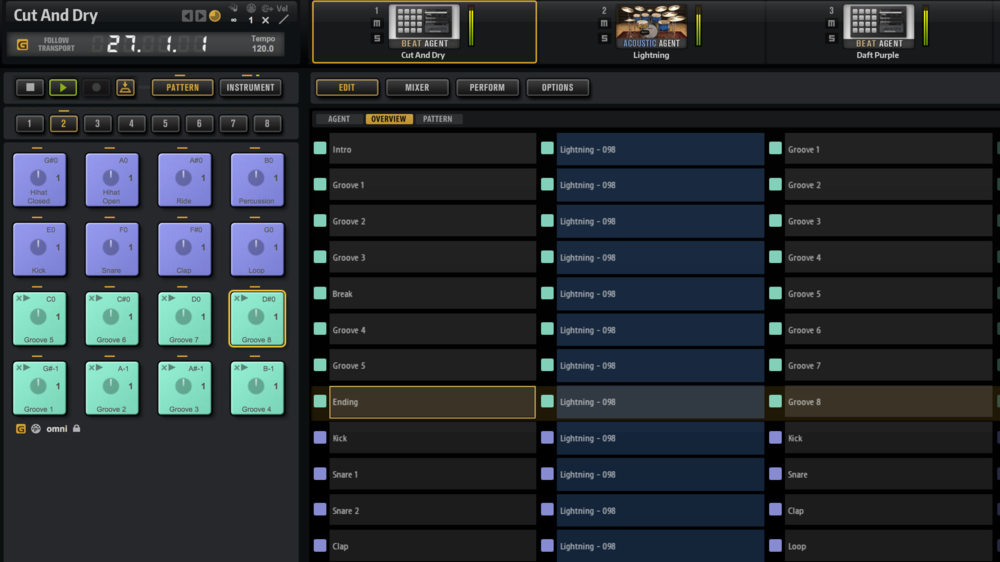 Cut And Dry
Vel
∞ 1 X
G FOLLOW TRANSPORT 27. 1. 1 Tempo 120.0
PATTERN INSTRUMENT
1 2 3 4 5 6 7 8
G#0 A0 A#0 B0
1 1 1 1
Hihat Closed Hihat Open Ride Percussion
E0 F0 F#0 G0
1 1 1 1
Kick Snare Clap Loop
C0 C#0 D0 D#0
1 1 1 1
Groove 5 Groove 6 Groove 7 Groove 8
G#-1 A-1 A#-1 B-1
1 1 1 1
Groove 1 Groove 2 Groove 3 Groove 4
G omni
1 M S BEAT AGENT Cut And Dry
2 M S ACOUSTIC AGENT Lightning
3 M S BEAT AGENT Daft Purple
EDIT MIXER PERFORM OPTIONS
AGENT OVERVIEW PATTERN
Intro Lightning - 098 Groove 1
Groove 1 Lightning - 098 Groove 2
Groove 2 Lightning - 098 Groove 3
Groove 3 Lightning - 098 Groove 4
Break Lightning - 098 Groove 5
Groove 4 Lightning - 098 Groove 6
Groove 5 Lightning - 098 Groove 7
Ending Lightning - 098 Groove 8
Kick Lightning - 098 Kick
Snare 1 Lightning - 098 Snare
Snare 2 Lightning - 098 Clap
Clap Lightning - 098 Loop